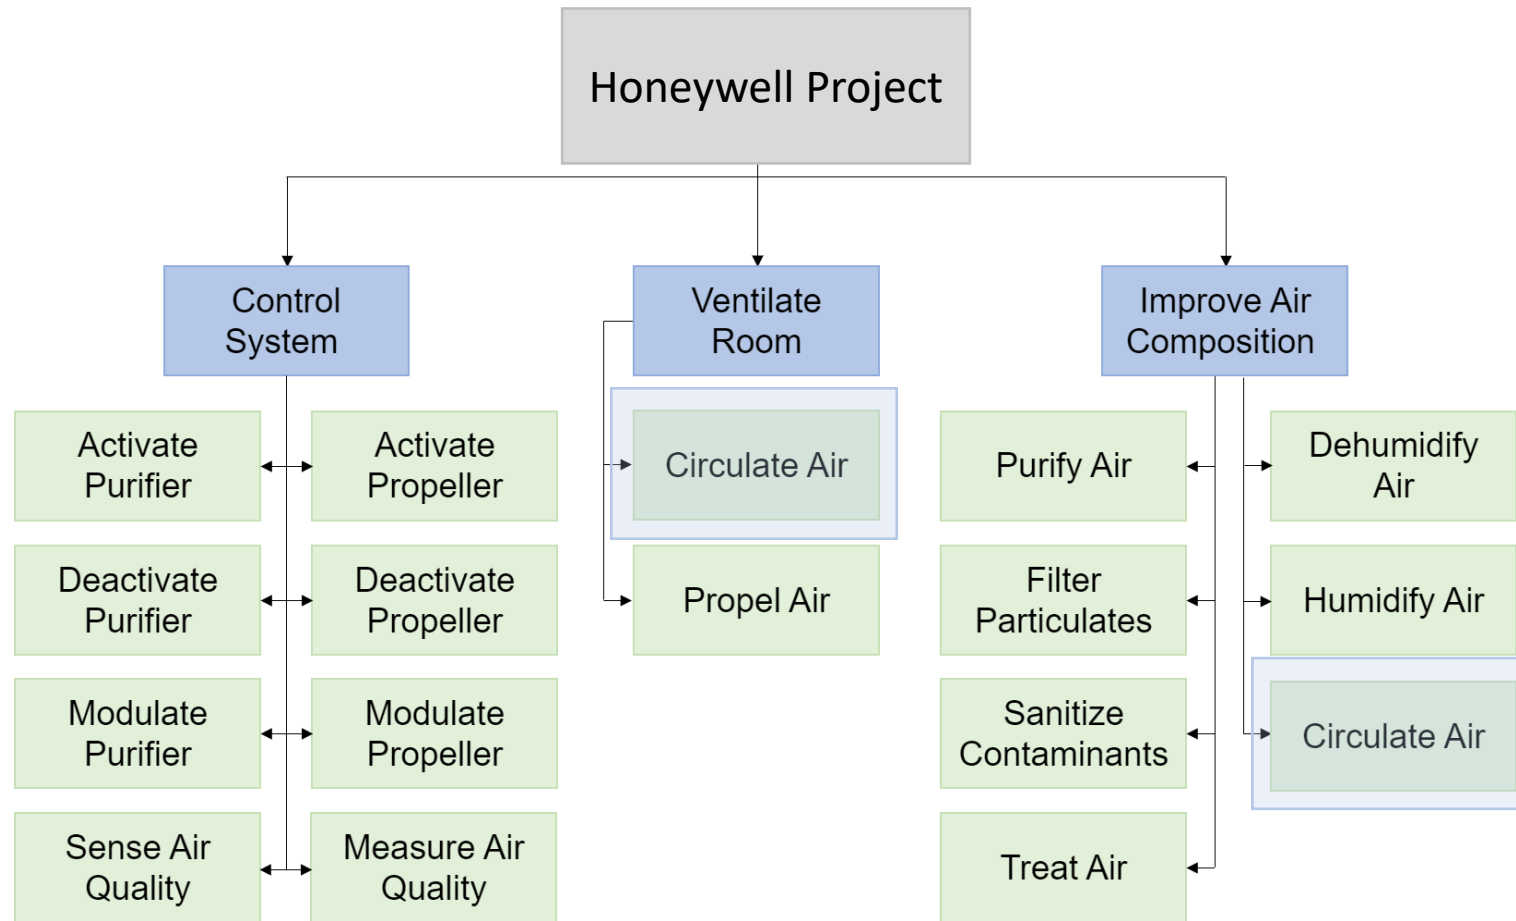 Honeywell Project
Control
System
Ventilate
Room
Improve Air
Composition
Activate
Purifier
Activate
Propeller
Circulate Air
Purify Air
Dehumidify
Air
Deactivate
Purifier
Deactivate
Propeller
Propel Air
Filter
Particulates
Humidify Air
Modulate
Purifier
Modulate
Propeller
Sanitize
Contaminants
Circulate Air
Sense Air
Quality
Measure Air
Quality
Treat Air